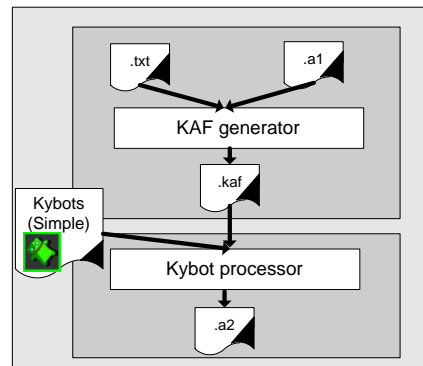 .txt
.a1
KAF generator
.kaf
Kybots
(Simple)
Kybot processor
.a2